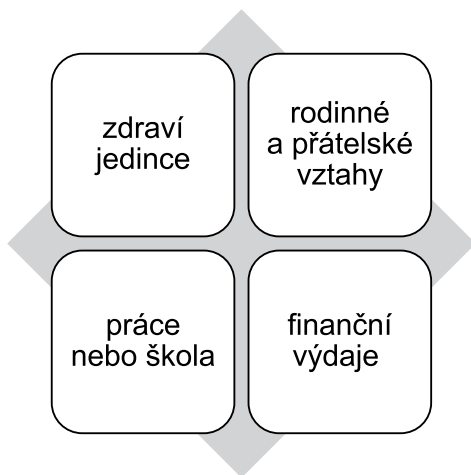 zdraví
jedince
rodinné
a přátelské
vztahy
práce
nebo škola
finanční
výdaje